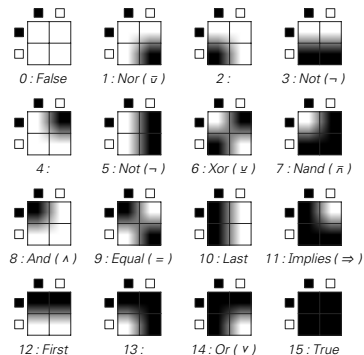 0 : False 1 : Nor ( ⊽ ) 2 : 3 : Not (¬ )
4 : 5 : Not (¬ ) 6 : Xor ( ⊻ ) 7 : Nand ( ⊼ )
8 : And ( ∧ ) 9 : Equal ( = ) 10 : Last 11 : Implies ( ⇒ )
12 : First 13 : 14 : Or ( ∨ ) 15 : True